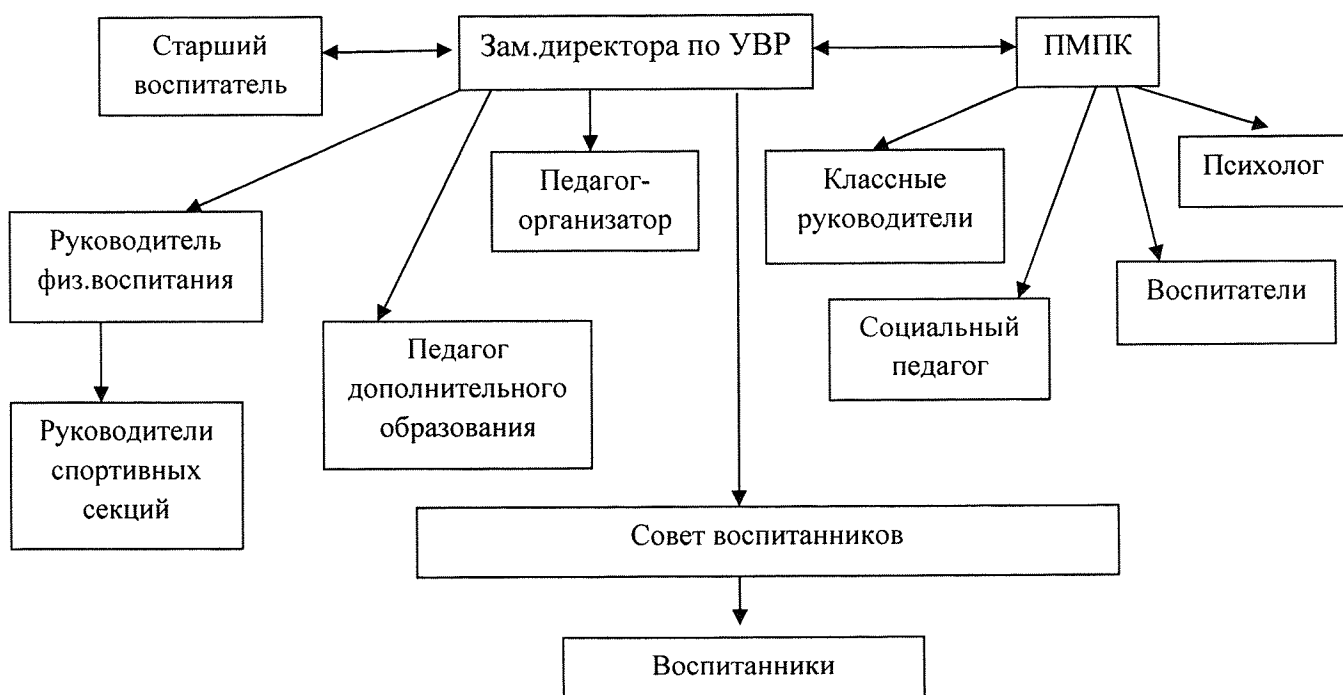 Старший
воспитатель
Зам.директора по УВР
ПМПК
Педагог-
организатор
Классные
руководители
Психолог
Руководитель
физ.воспитания
Воспитатели
Социальный
педагог
Педагог
дополнительного
образования
Руководители
спортивных
секций
Совет воспитанников
Воспитанники